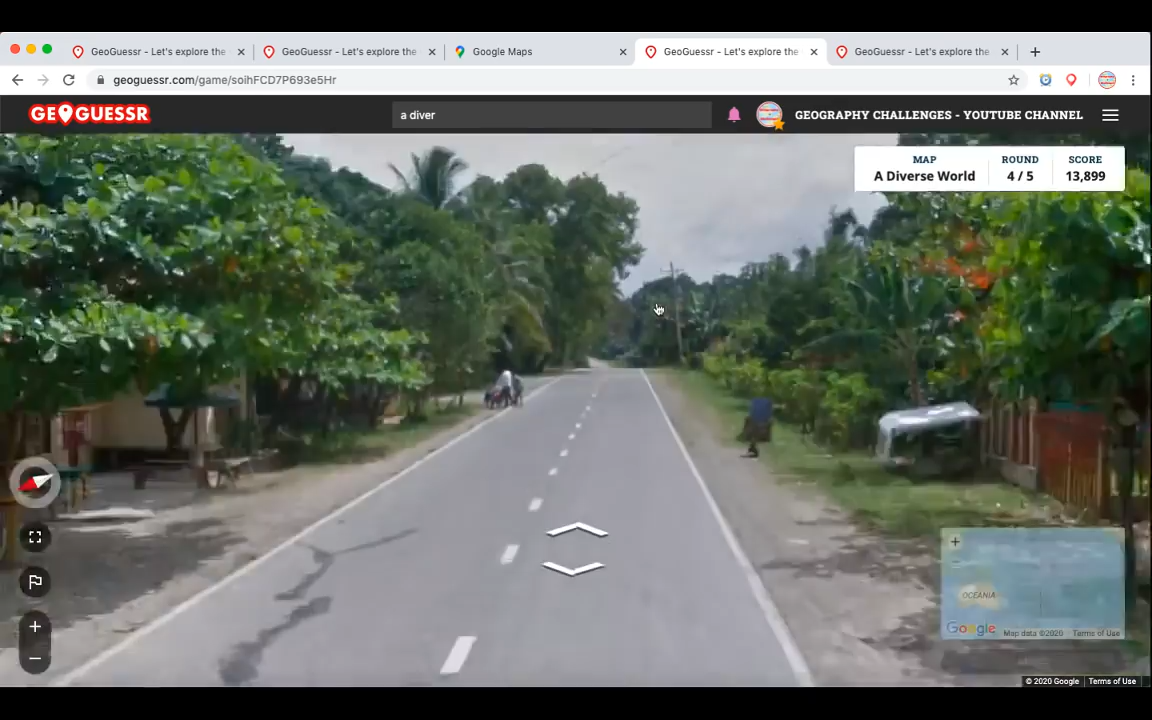 GeoGuessr - Let's explore the
GeoGuessr - Let's explore the
Google Maps
GeoGuessr - Let's explore the
GeoGuessr - Let's explore the
geoguessr.com/game/soihFCD7P693e5Hr
GEOGUESSR
a diver
GEOGRAPHY CHALLENGES - YOUTUBE CHANNEL
MAP
ROUND
SCORE
A Diverse World
4 / 5
13,899
OCEANIA
Google
Map data ©2020
Terms of Use
© 2020 Google
Terms of Use